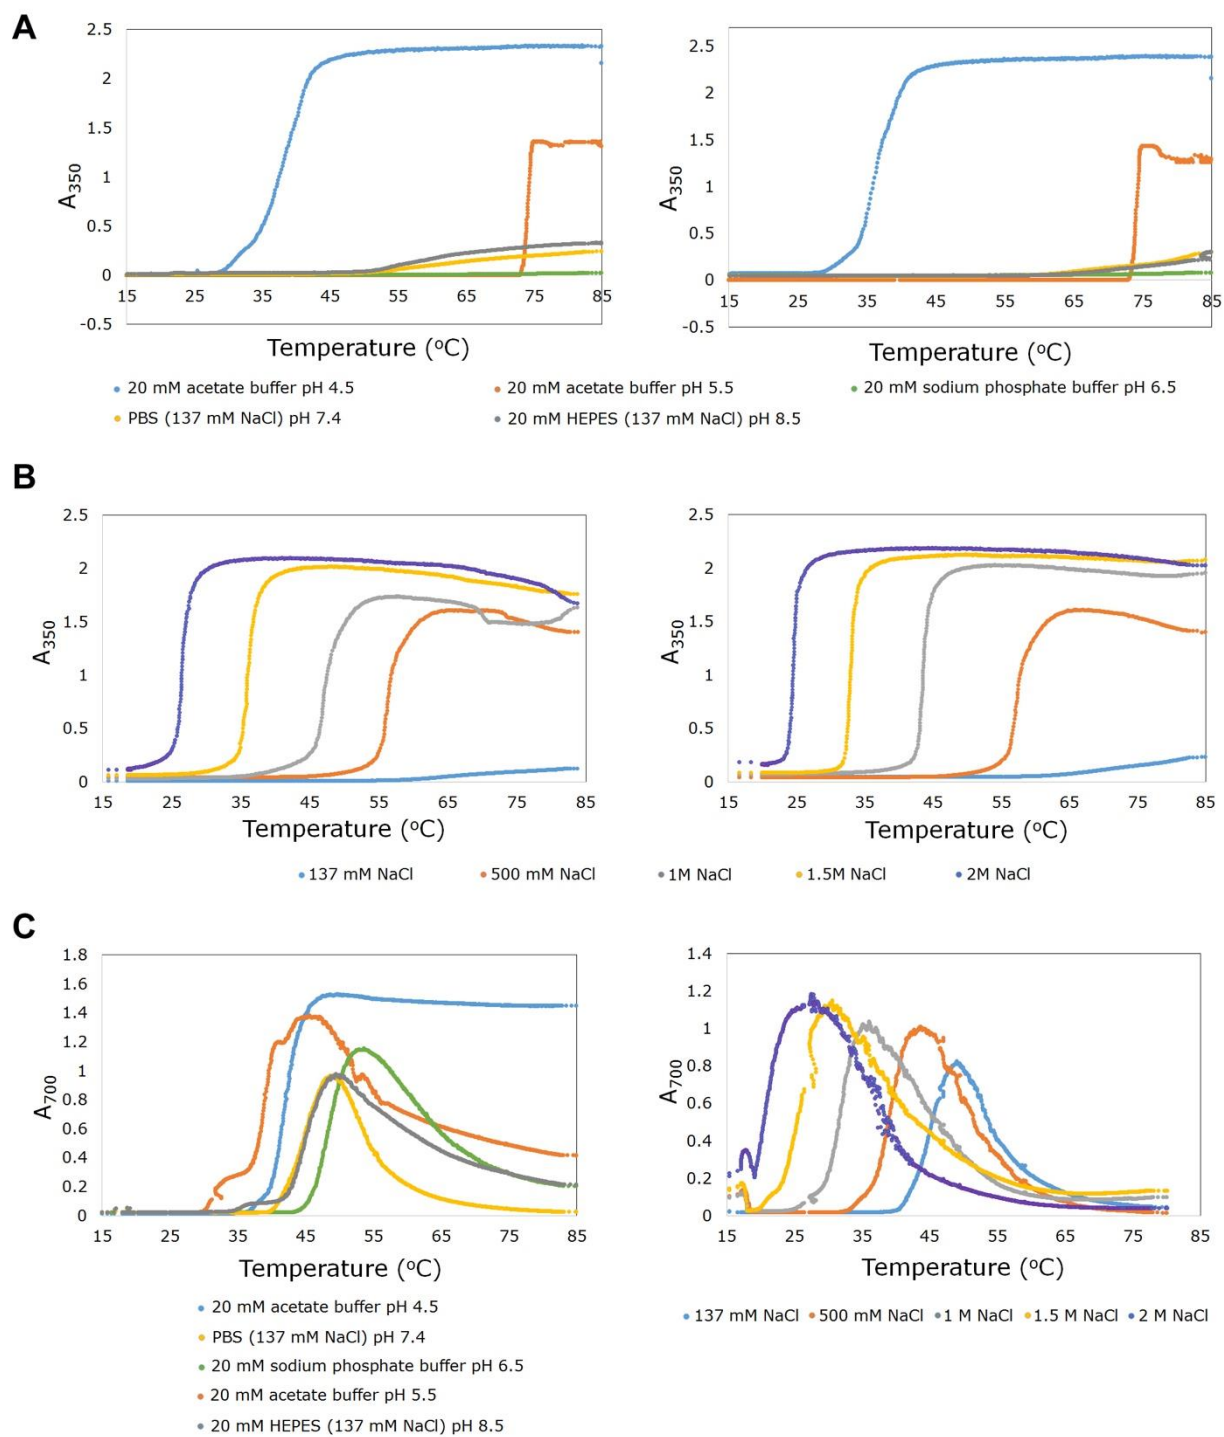 A
2.5
2
1.5
1
0.5
0
-0.5
A350
15 25 35 45 55 65 75 85
Temperature (oC)
2.5
2
1.5
1
0.5
0
-0.5
A350
15 25 35 45 55 65 75 85
Temperature (oC)
20 mM acetate buffer pH 4.5
20 mM acetate buffer pH 5.5
20 mM sodium phosphate buffer pH 6.5
PBS (137 mM NaCl) pH 7.4
20 mM HEPES (137 mM NaCl) pH 8.5
B
2.5
2
1.5
1
0.5
0
A350
15 25 35 45 55 65 75 85
Temperature (oC)
2.5
2
1.5
1
0.5
0
A350
15 25 35 45 55 65 75 85
Temperature (oC)
137 mM NaCl 500 mM NaCl 1M NaCl 1.5M NaCl 2M NaCl
C
1.8
1.6
1.4
1.2
1
0.8
0.6
0.4
0.2
0
A700
15 25 35 45 55 65 75 85
Temperature (oC)
20 mM acetate buffer pH 4.5
PBS (137 mM NaCl) pH 7.4
20 mM sodium phosphate buffer pH 6.5
20 mM acetate buffer pH 5.5
20 mM HEPES (137 mM NaCl) pH 8.5
1.4
1.2
1
0.8
0.6
0.4
0.2
0
A700
15 25 35 45 55 65 75 85
Temperature (oC)
137 mM NaCl 500 mM NaCl 1 M NaCl 1.5 M NaCl 2 M NaCl